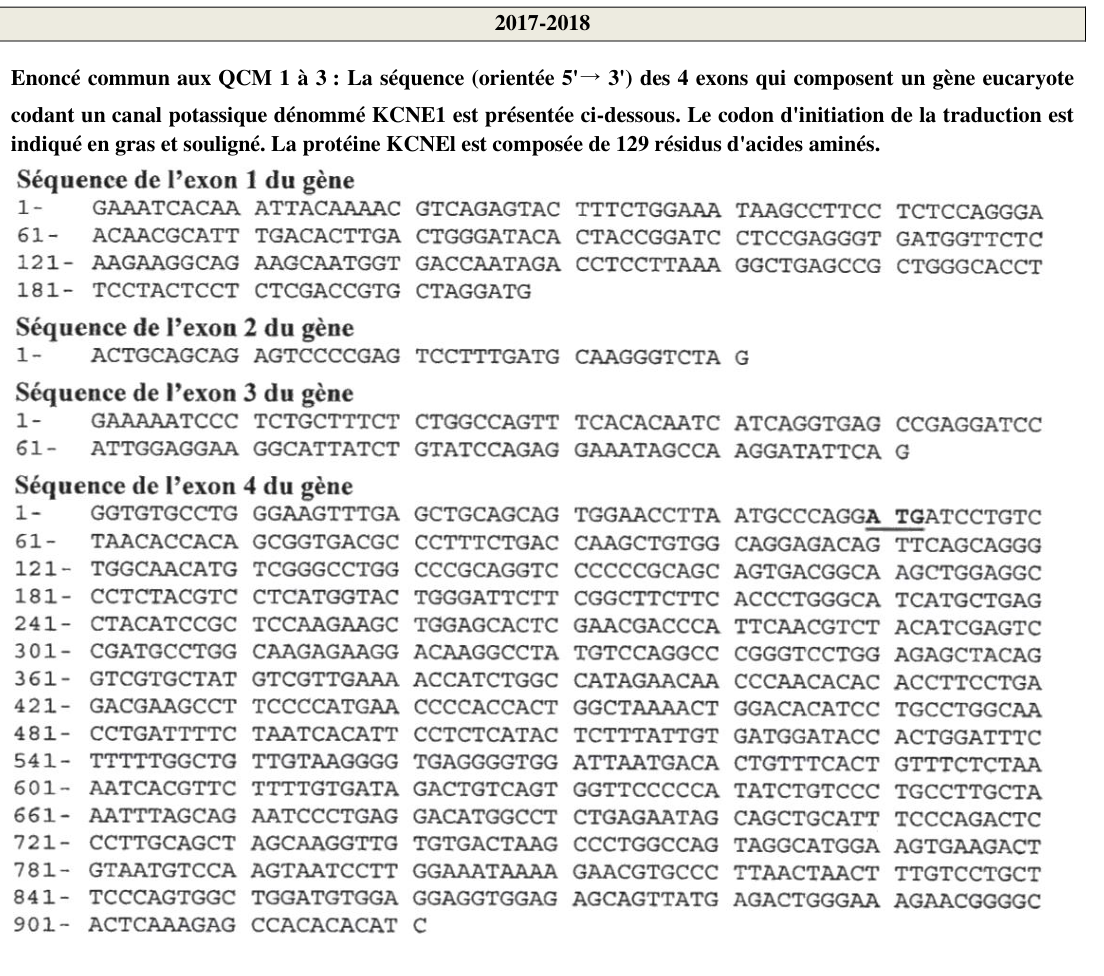 2017-2018
Enoncé commun aux QCM 1 à 3 : La séquence (orientée 5'→ 3') des 4 exons qui composent un gène eucaryote
codant un canal potassique dénommé KCNE1 est présentée ci-dessous. Le codon d'initiation de la traduction est
indiqué en gras et souligné. La protéine KCNEl est composée de 129 résidus d'acides aminés.
Séquence de l'exon 1 du gène
1- GAAATCACAA ATTACAAAAC GTCAGAGTAC TTTCTGGAAA TAAGCCTTCC TCTCCAGGGA
61- ACAACGCATT TGACACTTGA CTGGGATACA CTACCGGATC CTCCGAGGGT GATGGTTCTC
121- AAGAAGGCAG AAGCAATGGT GACCAATAGA CCTCCTTAAA GGCTGAGCCG CTGGGCACCT
181- TCCTACTCCT CTCGACCGTG CTAGGATG
Séquence de l'exon 2 du gène
1- ACTGCAGCAG AGTCCCCGAG TCCTTTGATG CAAGGGTCTA G
Séquence de l'exon 3 du gène
1- GAAAAATCCC TCTGCTTTCT CTGGCCAGTT TCACACAATC ATCAGGTGAG CCGAGGATCC
61- ATTGGAGGAA GGCATTATCT GTATCCAGAG GAAATAGCCA AGGATATTCA G
Séquence de l'exon 4 du gène
1- GGTGTGCCTG GGAAGTTTGA GCTGCAGCAG TGGAACCTTA ATGCCCAGGA TGATCCTGTC
61- TAACACCACA GCGGTGACGC CCTTTCTGAC CAAGCTGTGG CAGGAGACAG TTCAGCAGGG
121- TGGCAACATG TCGGGCCTGG CCCGCAGGTC CCCCCGCAGC AGTGACGGCA AGCTGGAGGC
181- CCTCTACGTC CTCATGGTAC TGGGATTCTT CGGCTTCTTC ACCCTGGGCA TCATGCTGAG
241- CTACATCCGC TCCAAGAAGC TGGAGCACTC GAACGACCCA TTCAACGTCT ACATCGAGTC
301- CGATGCCTGG CAAGAGAAGG ACAAGGCCTA TGTCCAGGCC CGGGTCCTGG AGAGCTACAG
361- GTCGTGCTAT GTCGTTGAAA ACCATCTGGC CATAGAACAA CCCAACACAC ACCTTCCTGA
421- GACGAAGCCT TCCCCATGAA CCCCACCACT GGCTAAAACT GGACACATCC TGCCTGGCAA
481- CCTGATTTTC TAATCACATT CCTCTCATAC TCTTTATTGT GATGGATACC ACTGGATTTC
541- TTTTTGGCTG TTGTAAGGGG TGAGGGGTGG ATTAATGACA CTGTTTCACT GTTTCTCTAA
601- AATCACGTTC TTTTGTGATA GACTGTCAGT GGTTCCCCCA TATCTGTCCC TGCCTTGCTA
661- AATTTAGCAG AATCCCTGAG GACATGGCCT CTGAGAATAG CAGCTGCATT TCCCAGACTC
721- CCTTGCAGCT AGCAAGGTTG TGTGACTAAG CCCTGGCCAG TAGGCATGGA AGTGAAGACT
781- GTAATGTCCA AGTAATCCTT GGAAATAAAA GAACGTGCCC TTAACTAACT TTGTCCTGCT
841- TCCCAGTGGC TGGATGTGGA GGAGGTGGAG AGCAGTTATG AGACTGGGAA AGAACGGGGC
901- ACTCAAAGAG CCACACACAT C